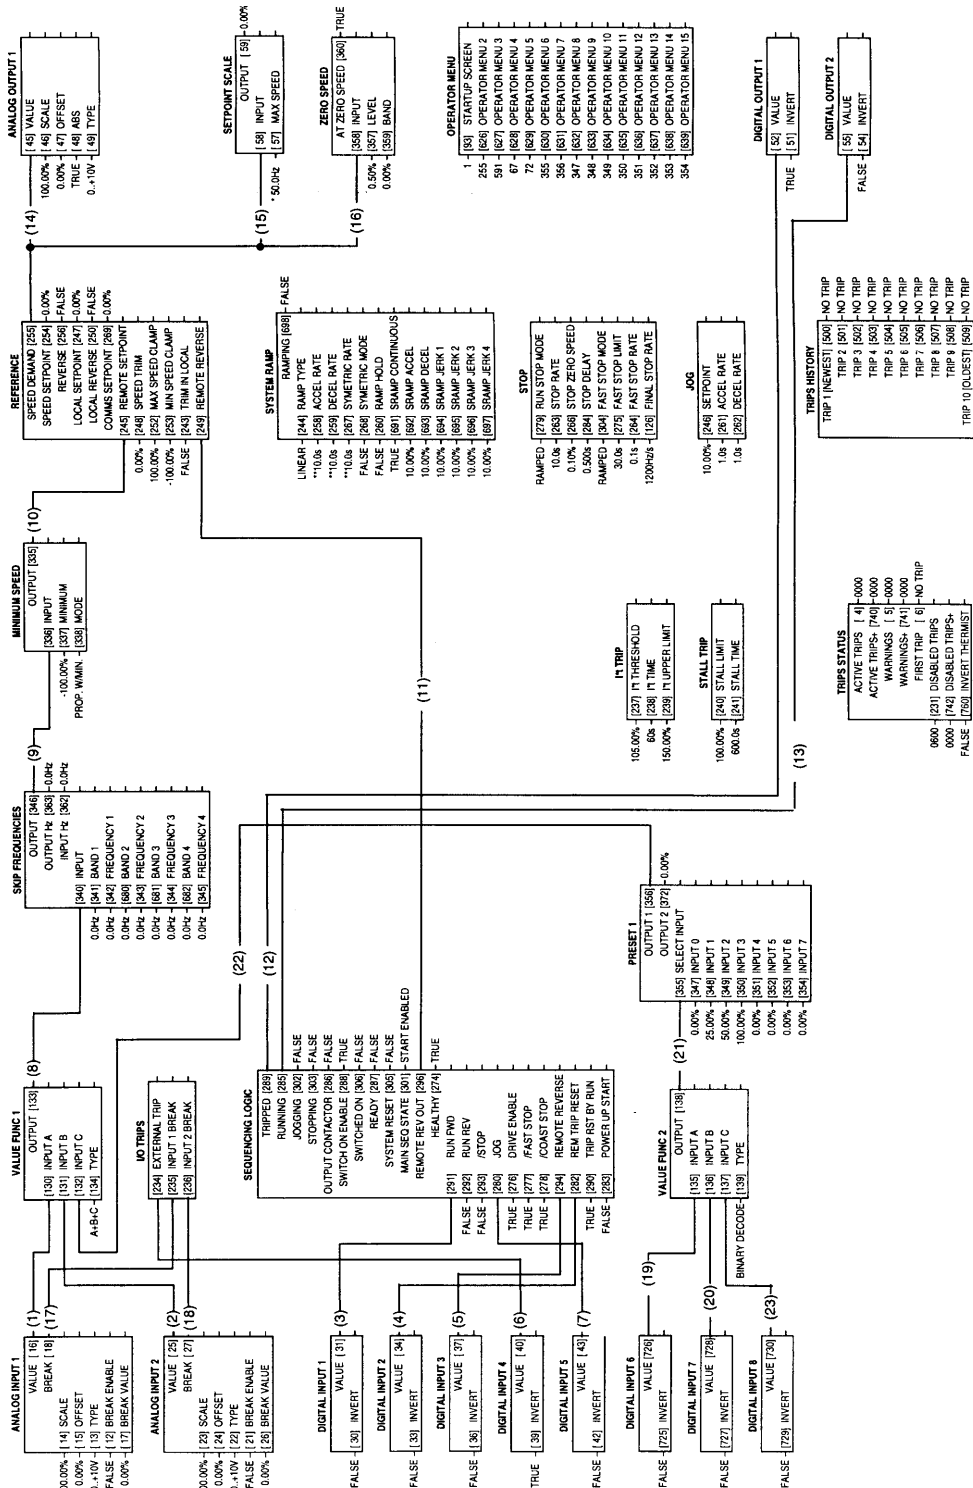 ANALOG INPUT 1
VALUE [16]
BREAK [18]
00.00% [14] SCALE
0.00% [15] OFFSET
0..+10V [13] TYPE
FALSE [12] BREAK ENABLE
0.00% [17] BREAK VALUE
ANALOG INPUT 2
VALUE [25]
BREAK [27]
00.00% [23] SCALE
0.00% [24] OFFSET
0..+10V [22] TYPE
FALSE [21] BREAK ENABLE
0.00% [26] BREAK VALUE
DIGITAL INPUT 1
VALUE [31]
FALSE [30] INVERT
DIGITAL INPUT 2
VALUE [34]
FALSE [33] INVERT
DIGITAL INPUT 3
VALUE [37]
FALSE [36] INVERT
DIGITAL INPUT 4
VALUE [40]
TRUE [39] INVERT
DIGITAL INPUT 5
VALUE [43]
FALSE [42] INVERT
DIGITAL INPUT 6
VALUE [726]
FALSE [725] INVERT
DIGITAL INPUT 7
VALUE [728]
FALSE [727] INVERT
DIGITAL INPUT 8
VALUE [730]
FALSE [729] INVERT
(1)
(17)
(2)
(18)
(3)
(4)
(5)
(6)
(7)
(19)
(20)
(23)
VALUE FUNC 1
OUTPUT [133]
[130] INPUT A
[131] INPUT B
[132] INPUT C
A+B+C [134] TYPE
I/O TRIPS
[234] EXTERNAL TRIP
[235] INPUT 1 BREAK
[236] INPUT 2 BREAK
SEQUENCING LOGIC
TRIPPED [289]
RUNNING [285]
JOGGING [302] FALSE
STOPPING [303] FALSE
OUTPUT CONTACTOR [286] FALSE
SWITCH ON ENABLE [288] TRUE
SWITCHED ON [306] FALSE
READY [287] FALSE
SYSTEM RESET [305] FALSE
MAIN SEQ STATE [301] START ENABLED
REMOTE REV OUT [296]
HEALTHY [274] TRUE
[291] RUN FWD
FALSE [292] RUN REV
FALSE [293] /STOP
[280] JOG
TRUE [276] DRIVE ENABLE
TRUE [277] /FAST STOP
TRUE [278] /COAST STOP
[294] REMOTE REVERSE
[282] REM TRIP RESET
TRUE [290] TRIP RST BY RUN
FALSE [283] POWER UP START
VALUE FUNC 2
OUTPUT [138]
[135] INPUT A
[136] INPUT B
[137] INPUT C
BINARY DECODE [139] TYPE
(8)
(22)
(12)
(21)
SKIP FREQUENCIES
OUTPUT [346]
OUTPUT Hz [363] 0.0Hz
INPUT Hz [362] 0.0Hz
[340] INPUT
0.0Hz [341] BAND 1
0.0Hz [342] FREQUENCY 1
0.0Hz [680] BAND 2
0.0Hz [343] FREQUENCY 2
0.0Hz [681] BAND 3
0.0Hz [344] FREQUENCY 3
0.0Hz [682] BAND 4
0.0Hz [345] FREQUENCY 4
PRESET 1
OUTPUT 1 [356]
OUTPUT 2 [372] 0.00%
[355] SELECT INPUT
0.00% [347] INPUT 0
25.00% [348] INPUT 1
50.00% [349] INPUT 2
100.00% [350] INPUT 3
0.00% [351] INPUT 4
0.00% [352] INPUT 5
0.00% [353] INPUT 6
0.00% [354] INPUT 7
(9)
MINIMUM SPEED
OUTPUT [335]
[336] INPUT
-100.00% [337] MINIMUM
PROP. W/MIN. [338] MODE
(10)
(11)
(13)
I²t TRIP
105.00% [237] I²t THRESHOLD
60s [238] I²t TIME
150.00% [239] I²t UPPER LIMIT
STALL TRIP
100.00% [240] STALL LIMIT
600.0s [241] STALL TIME
TRIPS STATUS
ACTIVE TRIPS [ 4] 0000
ACTIVE TRIPS+ [740] 0000
WARNINGS [ 5] 0000
WARNINGS+ [741] 0000
FIRST TRIP [ 6] NO TRIP
0600 [231] DISABLED TRIPS
0000 [742] DISABLED TRIPS+
FALSE [760] INVERT THERMIST
REFERENCE
SPEED DEMAND [255]
SPEED SETPOINT [254] 0.00%
REVERSE [256] FALSE
LOCAL SETPOINT [247] 0.00%
LOCAL REVERSE [250] FALSE
COMMS SETPOINT [269] 0.00%
[245] REMOTE SETPOINT
0.00% [248] SPEED TRIM
100.00% [252] MAX SPEED CLAMP
-100.00% [253] MIN SPEED CLAMP
FALSE [243] TRIM IN LOCAL
[249] REMOTE REVERSE
SYSTEM RAMP
RAMPING [698] FALSE
LINEAR [244] RAMP TYPE
**10.0s [258] ACCEL RATE
**10.0s [259] DECEL RATE
**10.0s [267] SYMETRIC RATE
FALSE [268] SYMETRIC MODE
FALSE [260] RAMP HOLD
TRUE [691] SRAMP CONTINUOUS
10.00% [692] SRAMP ACCEL
10.00% [693] SRAMP DECEL
10.00% [694] SRAMP JERK 1
10.00% [695] SRAMP JERK 2
10.00% [696] SRAMP JERK 3
10.00% [697] SRAMP JERK 4
STOP
RAMPED [279] RUN STOP MODE
10.0s [263] STOP RATE
0.10% [266] STOP ZERO SPEED
0.500s [284] STOP DELAY
RAMPED [304] FAST STOP MODE
30.0s [275] FAST STOP LIMIT
0.1s [264] FAST STOP RATE
1200Hz/s [126] FINAL STOP RATE
JOG
10.00% [246] SETPOINT
1.0s [261] ACCEL RATE
1.0s [262] DECEL RATE
TRIPS HISTORY
TRIP 1 [NEWEST] [500] NO TRIP
TRIP 2 [501] NO TRIP
TRIP 3 [502] NO TRIP
TRIP 4 [503] NO TRIP
TRIP 5 [504] NO TRIP
TRIP 6 [505] NO TRIP
TRIP 7 [506] NO TRIP
TRIP 8 [507] NO TRIP
TRIP 9 [508] NO TRIP
TRIP 10 [OLDEST] [509] NO TRIP
(14)
(15)
(16)
ANALOG OUTPUT 1
[45] VALUE
100.00% [46] SCALE
0.00% [47] OFFSET
TRUE [48] ABS
0..+10V [49] TYPE
SETPOINT SCALE
OUTPUT [59] 0.00%
[58] INPUT
*50.0Hz [57] MAX SPEED
ZERO SPEED
AT ZERO SPEED [360] TRUE
[358] INPUT
0.50% [357] LEVEL
0.00% [359] BAND
OPERATOR MENU
1 [93] STARTUP SCREEN
255 [626] OPERATOR MENU 2
591 [627] OPERATOR MENU 3
67 [628] OPERATOR MENU 4
72 [629] OPERATOR MENU 5
355 [630] OPERATOR MENU 6
356 [631] OPERATOR MENU 7
347 [632] OPERATOR MENU 8
348 [633] OPERATOR MENU 9
349 [634] OPERATOR MENU 10
350 [635] OPERATOR MENU 11
351 [636] OPERATOR MENU 12
352 [637] OPERATOR MENU 13
353 [638] OPERATOR MENU 14
354 [639] OPERATOR MENU 15
DIGITAL OUTPUT 1
[52] VALUE
TRUE [51] INVERT
DIGITAL OUTPUT 2
[55] VALUE
FALSE [54] INVERT